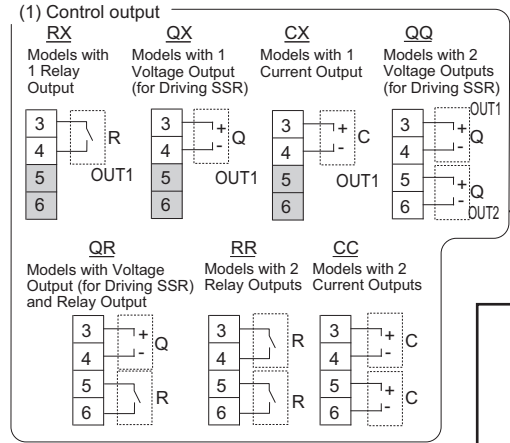 (1) Control output
RX
Models with
1 Relay
Output
3
4
5
6
R
OUT1
QX
Models with 1
Voltage Output
(for Driving SSR)
3
4
5
6
+
-
Q
OUT1
CX
Models with 1
Current Output
3
4
5
6
+
-
C
OUT1
QQ
Models with 2
Voltage Outputs
(for Driving SSR)
OUT1
3
4
5
6
+
-
Q
+
-
Q
OUT2
QR
Models with Voltage
Output (for Driving SSR)
and Relay Output
3
4
5
6
+
-
Q
R
RR
Models with 2
Relay Outputs
3
4
5
6
R
R
CC
Models with 2
Current Outputs
3
4
5
6
+
-
C
+
-
C